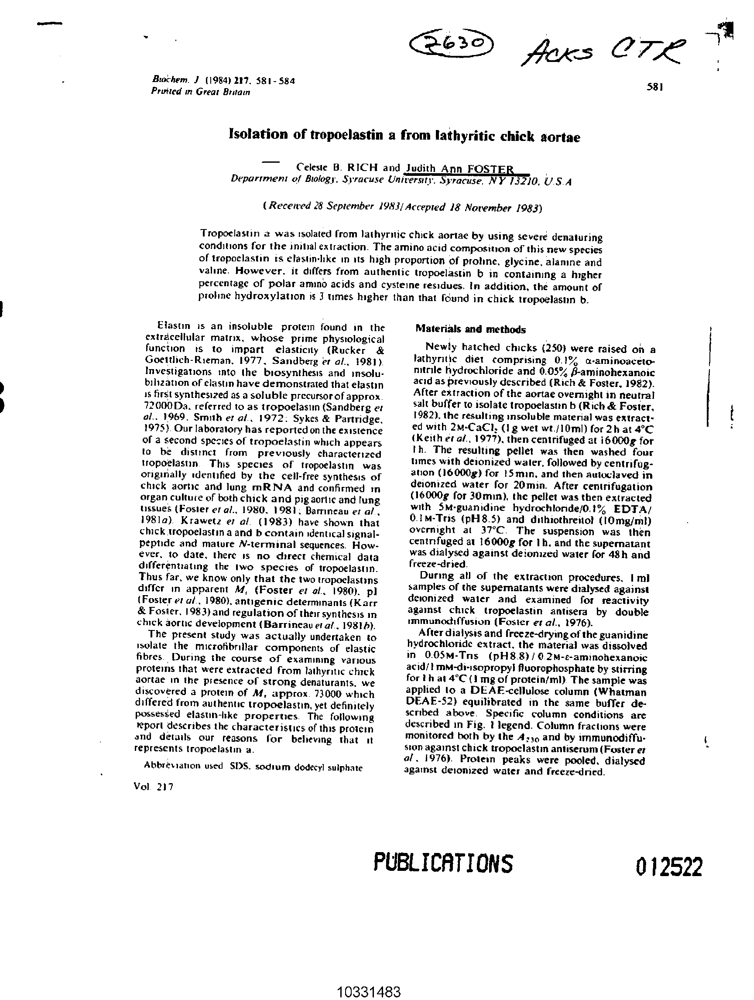 2630
Acks CTR
Biochem. J. (1984) 217, 581-584
Printed in Great Britain
581
Isolation of tropoelastin a from lathyritic chick aortae
Celeste B. RICH and Judith Ann FOSTER
Department of Biology, Syracuse University, Syracuse, NY 13210, U.S.A
(Received 28 September 1983/Accepted 18 November 1983)
Tropoelastin a was isolated from lathyritic chick aortae by using severe denaturing
conditions for the initial extraction. The amino acid composition of this new species
of tropoelastin is elastin-like in its high proportion of proline, glycine, alanine and
valine. However, it differs from authentic tropoelastin b in containing a higher
percentage of polar amino acids and cysteine residues. In addition, the amount of
proline hydroxylation is 3 times higher than that found in chick tropoelastin b.
Elastin is an insoluble protein found in the
extracellular matrix, whose prime physiological
function is to impart elasticity (Rucker &
Goettlich-Rieman, 1977, Sandberg et al., 1981)
Investigations into the biosynthesis and insolu-
bilization of elastin have demonstrated that elastin
is first synthesized as a soluble precursor of approx.
72000Da, referred to as tropoelastin (Sandberg et
al., 1969, Smith et al., 1972; Sykes & Partridge,
1975). Our laboratory has reported on the existence
of a second species of tropoelastin which appears
to be distinct from previously characterized
tropoelastin. This species of tropoelastin was
originally identified by the cell-free synthesis of
chick aortic and lung mRNA and confirmed in
organ culture of both chick and pig aortic and lung
tissues (Foster et al., 1980, 1981; Barrineau et al.,
1981a). Krawetz et al. (1983) have shown that
chick tropoelastin a and b contain identical signal-
peptide and mature N-terminal sequences. How-
ever, to date, there is no direct chemical data
differentiating the two species of tropoelastin.
Thus far, we know only that the two tropoelastins
differ in apparent Mr (Foster et al., 1980), pI
(Foster et al., 1980), antigenic determinants (Karr
& Foster, 1983) and regulation of their synthesis in
chick aortic development (Barrineau et al., 1981b).
The present study was actually undertaken to
isolate the microfibrillar components of elastic
fibres. During the course of examining various
proteins that were extracted from lathyritic chick
aortae in the presence of strong denaturants, we
discovered a protein of Mr approx. 73000 which
differed from authentic tropoelastin, yet definitely
possessed elastin-like properties. The following
report describes the characteristics of this protein
and details our reasons for believing that it
represents tropoelastin a.
Abbreviation used SDS, sodium dodecyl sulphate
Vol. 217
Materials and methods
Newly hatched chicks (250) were raised on a
lathyritic diet comprising 0.1% α-aminoaceto-
nitrile hydrochloride and 0.05% β-aminohexanoic
acid as previously described (Rich & Foster, 1982).
After extraction of the aortae overnight in neutral
salt buffer to isolate tropoelastin b (Rich & Foster,
1982), the resulting insoluble material was extract-
ed with 2M-CaCl2 (1g wet wt./10ml) for 2h at 4°C
(Keith et al., 1977), then centrifuged at 16000g for
1h. The resulting pellet was then washed four
times with deionized water, followed by centrifug-
ation (16000g) for 15min, and then autoclaved in
deionized water for 20min. After centrifugation
(16000g for 30min), the pellet was then extracted
with 5M-guanidine hydrochloride/0.1% EDTA/
0.1M-Tris (pH8.5) and dithiothreitol (10mg/ml)
overnight at 37°C. The suspension was then
centrifuged at 16000g for 1h, and the supernatant
was dialysed against deionized water for 48h and
freeze-dried.
During all of the extraction procedures, 1ml
samples of the supernatants were dialysed against
deionized water and examined for reactivity
against chick tropoelastin antisera by double
immunodiffusion (Foster et al., 1976).
After dialysis and freeze-drying of the guanidine
hydrochloride extract, the material was dissolved
in 0.05M-Tris (pH8.8)/0.2M-ε-aminohexanoic
acid/1mM-di-isopropyl fluorophosphate by stirring
for 1h at 4°C (1mg of protein/ml) The sample was
applied to a DEAE-cellulose column (Whatman
DEAE-52) equilibrated in the same buffer de-
scribed above. Specific column conditions are
described in Fig. 1 legend. Column fractions were
monitored both by the A230 and by immunodiffu-
sion against chick tropoelastin antiserum (Foster et
al., 1976). Protein peaks were pooled, dialysed
against deionized water and freeze-dried.
PUBLICATIONS
012522
10331483